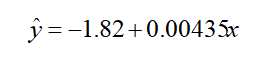 ŷ = −1.82 + 0.00435x